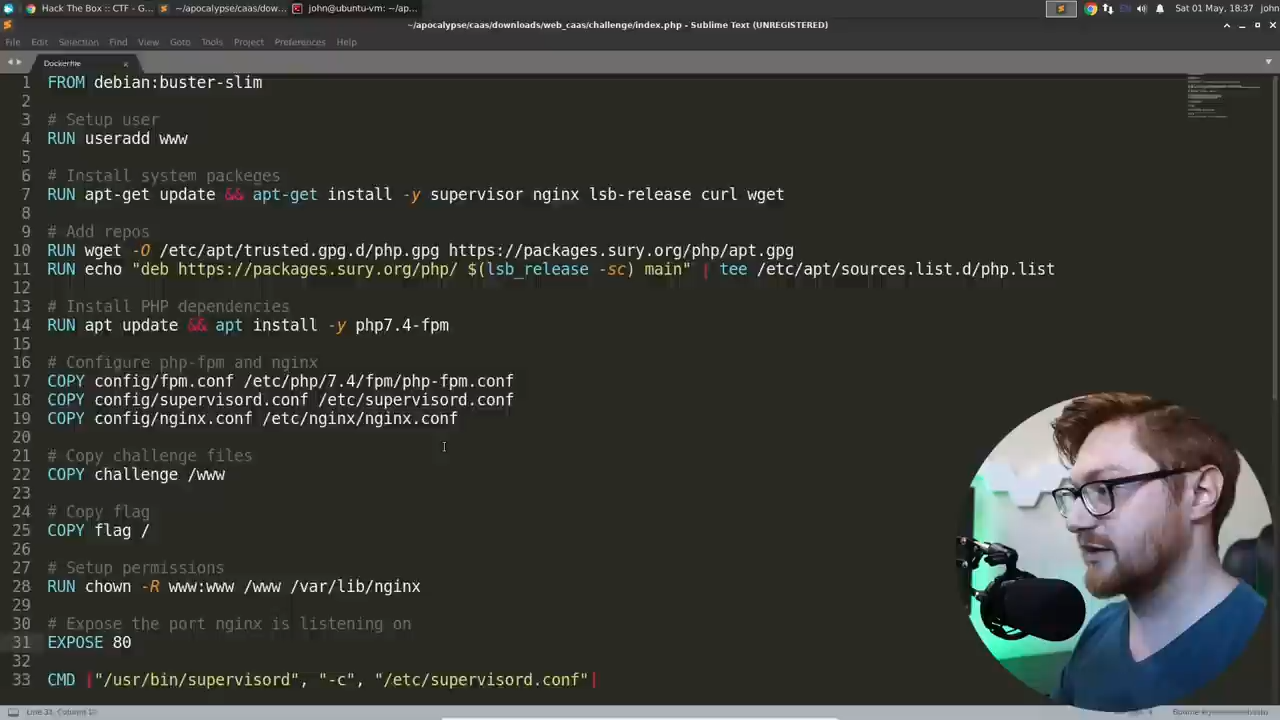 Hack The Box :: CTF - G...
~/apocalypse/caas/dow...
john@ubuntu-vm: ~/ap...
EN
Sat 01 May, 18:37 john
~/apocalypse/caas/downloads/web_caas/challenge/index.php - Sublime Text (UNREGISTERED)
File Edit Selection Find View Goto Tools Project Preferences Help
Dockerfile
1 FROM debian:buster-slim
2
3 # Setup user
4 RUN useradd www
5
6 # Install system packeges
7 RUN apt-get update && apt-get install -y supervisor nginx lsb-release curl wget
8
9 # Add repos
10 RUN wget -O /etc/apt/trusted.gpg.d/php.gpg https://packages.sury.org/php/apt.gpg
11 RUN echo "deb https://packages.sury.org/php/ $(lsb_release -sc) main" | tee /etc/apt/sources.list.d/php.list
12
13 # Install PHP dependencies
14 RUN apt update && apt install -y php7.4-fpm
15
16 # Configure php-fpm and nginx
17 COPY config/fpm.conf /etc/php/7.4/fpm/php-fpm.conf
18 COPY config/supervisord.conf /etc/supervisord.conf
19 COPY config/nginx.conf /etc/nginx/nginx.conf
20
21 # Copy challenge files
22 COPY challenge /www
23
24 # Copy flag
25 COPY flag /
26
27 # Setup permissions
28 RUN chown -R www:www /www /var/lib/nginx
29
30 # Expose the port nginx is listening on
31 EXPOSE 80
32
33 CMD ["/usr/bin/supervisord", "-c", "/etc/supervisord.conf"]